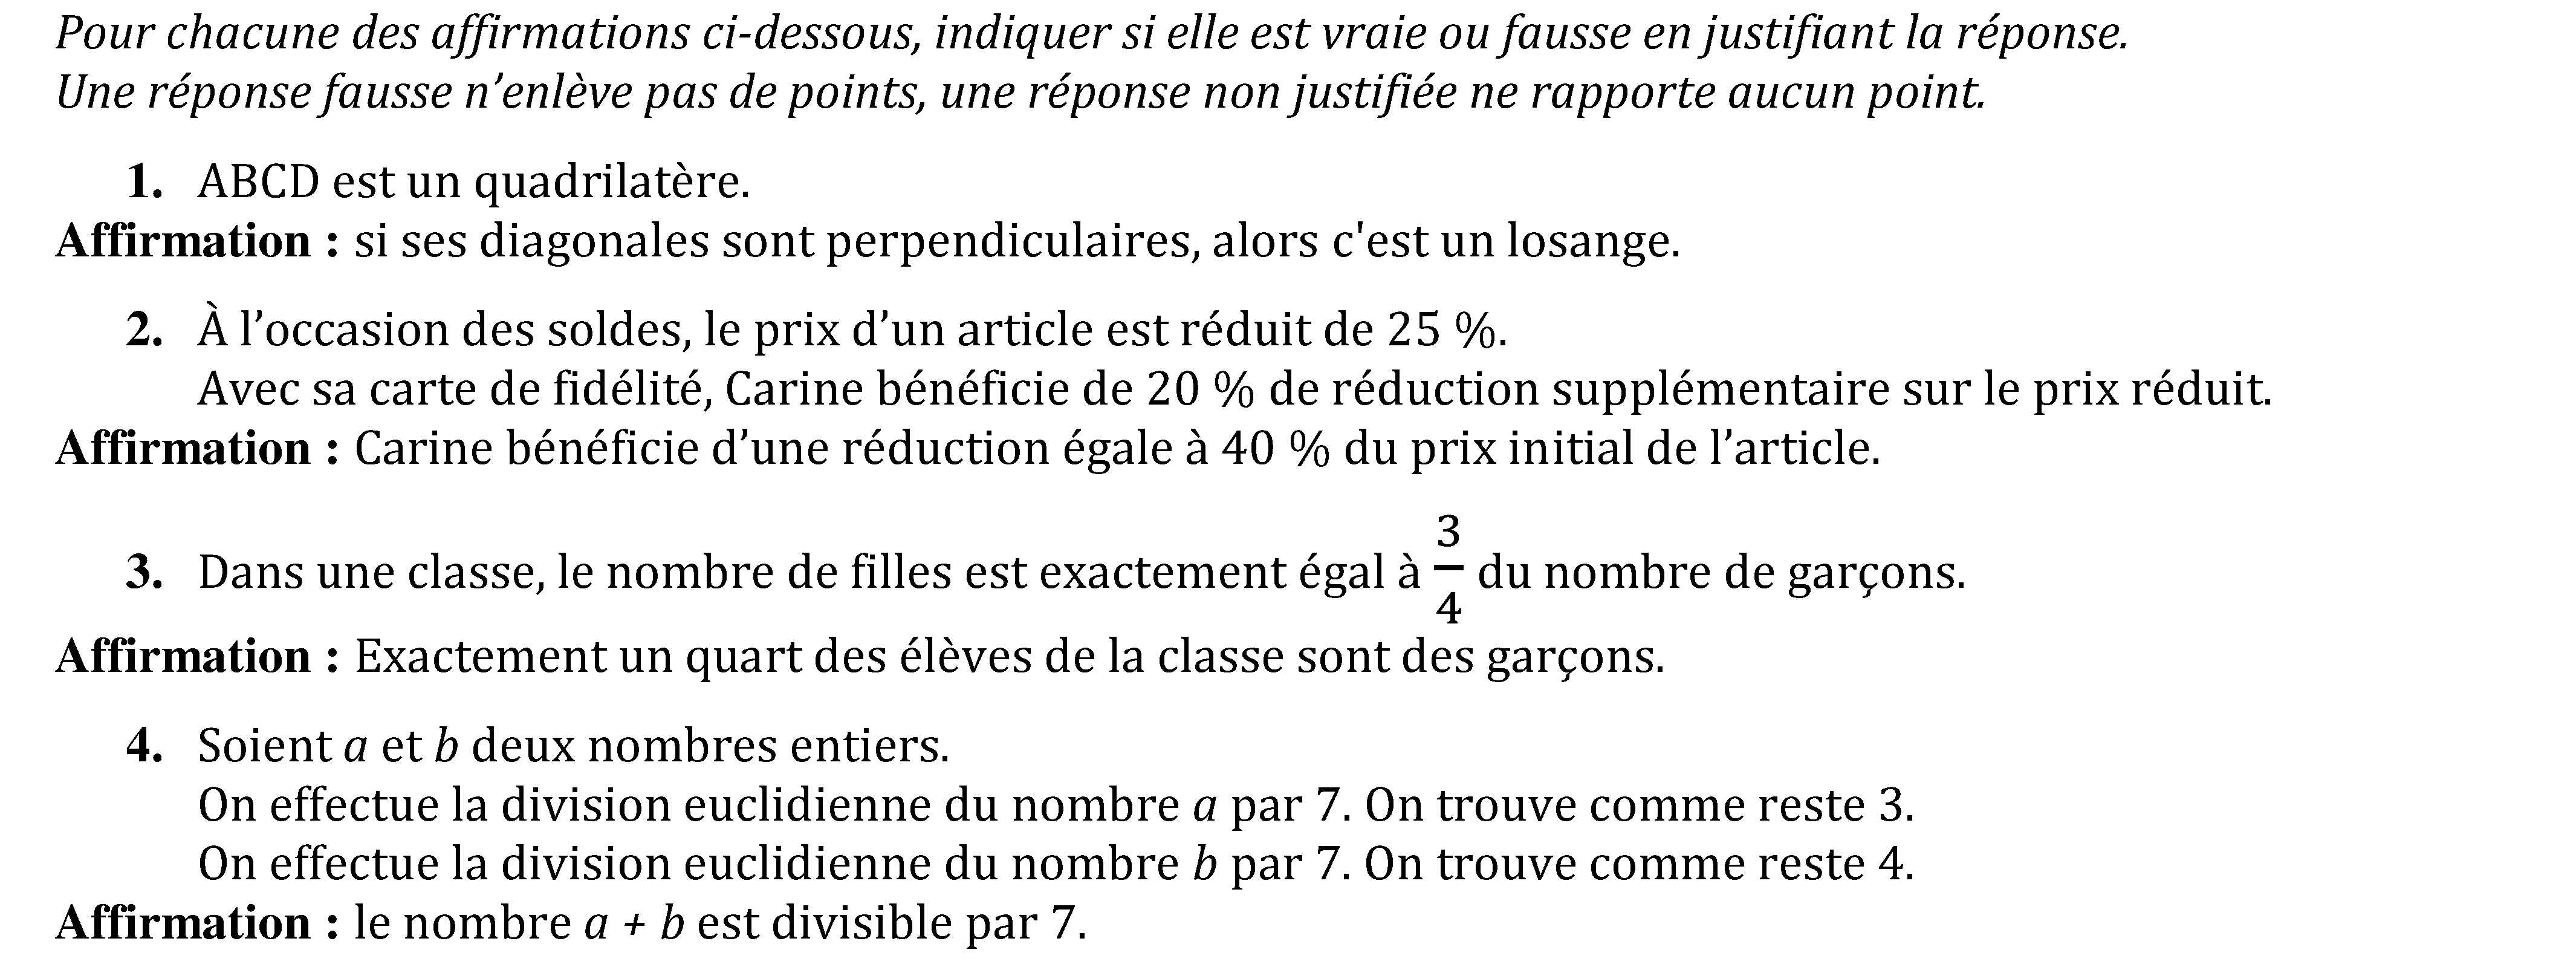 Pour chacune des affirmations ci-dessous, indiquer si elle est vraie ou fausse en justifiant la réponse.
Une réponse fausse n’enlève pas de points, une réponse non justifiée ne rapporte aucun point.
1. ABCD est un quadrilatère.
Affirmation : si ses diagonales sont perpendiculaires, alors c'est un losange.
2. À l’occasion des soldes, le prix d’un article est réduit de 25 %.
Avec sa carte de fidélité, Carine bénéficie de 20 % de réduction supplémentaire sur le prix réduit.
Affirmation : Carine bénéficie d’une réduction égale à 40 % du prix initial de l’article.
3. Dans une classe, le nombre de filles est exactement égal à 3/4 du nombre de garçons.
Affirmation : Exactement un quart des élèves de la classe sont des garçons.
4. Soient a et b deux nombres entiers.
On effectue la division euclidienne du nombre a par 7. On trouve comme reste 3.
On effectue la division euclidienne du nombre b par 7. On trouve comme reste 4.
Affirmation : le nombre a + b est divisible par 7.